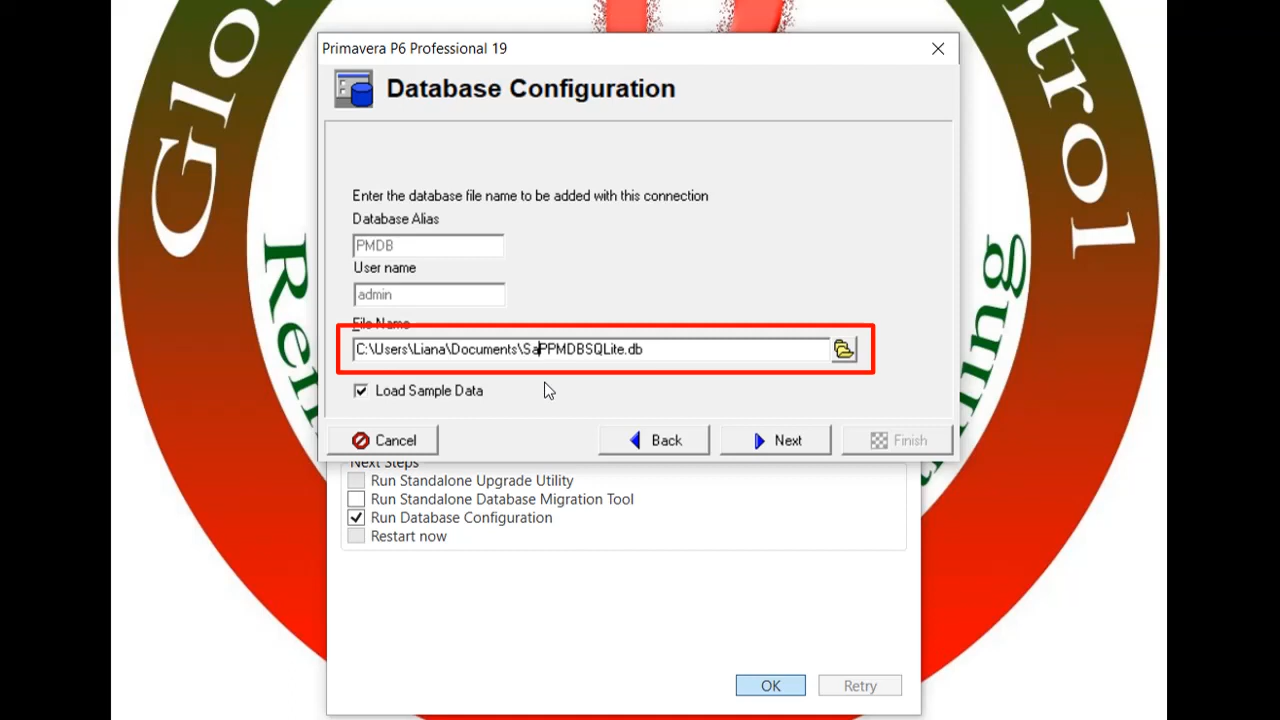 Primavera P6 Professional 19
Database Configuration
Enter the database file name to be added with this connection
Database Alias
PMDB
User name
admin
File Name
C:\Users\Liana\Documents\SaPPMDBSQLite.db
Load Sample Data
Cancel
Back
Next
Finish
Next Steps
Run Standalone Upgrade Utility
Run Standalone Database Migration Tool
Run Database Configuration
Restart now
OK
Retry